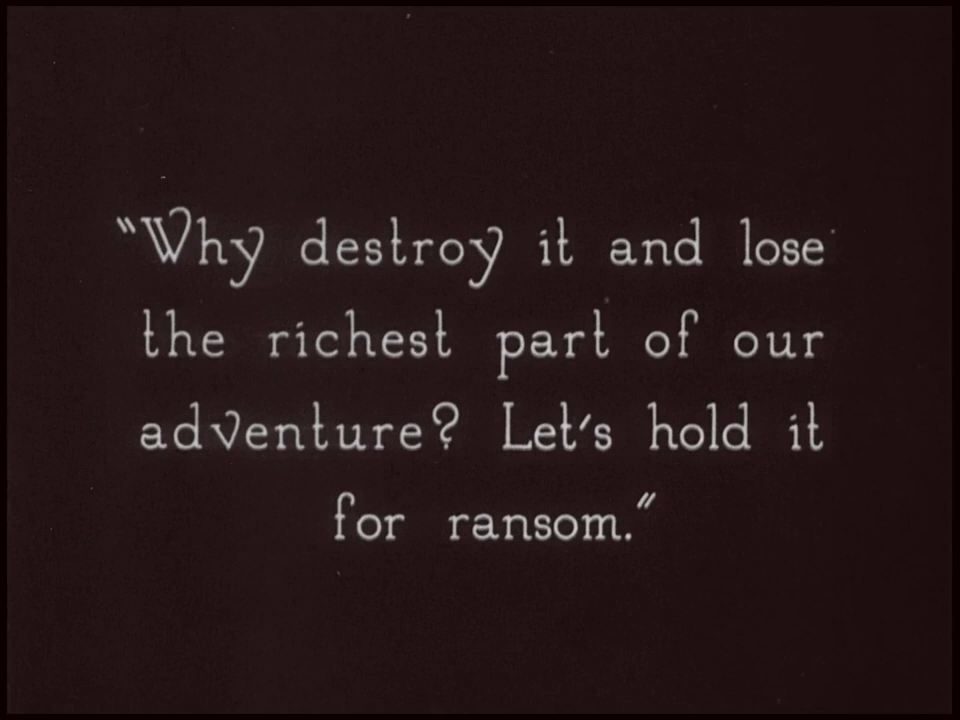 “Why destroy it and lose
the richest part of our
adventure? Let's hold it
for ransom.”